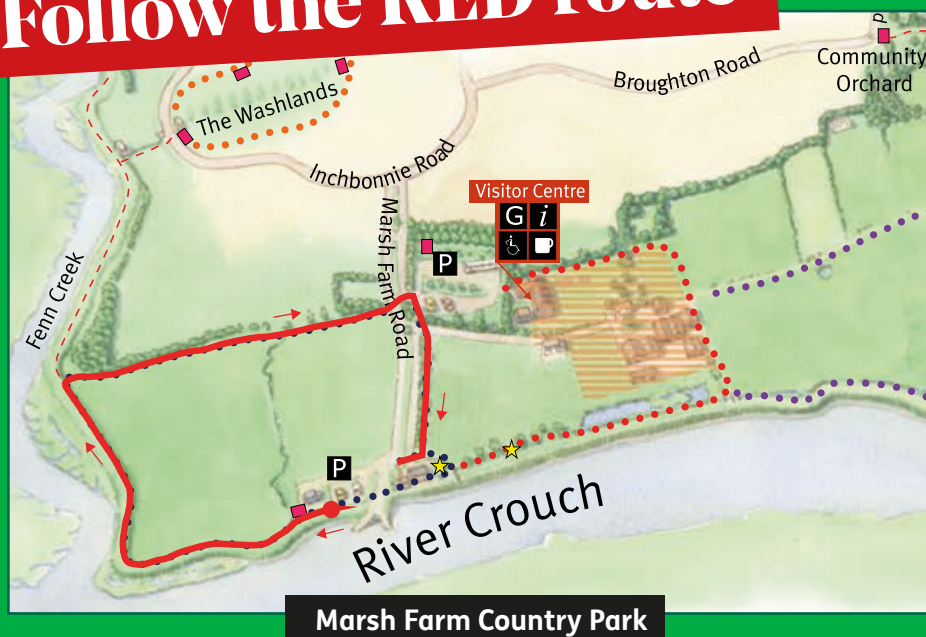 Follow the RED route
P
Community
Orchard
Broughton Road
The Washlands
Inchbonnie Road
Visitor Centre
G i
Marsh Farm Road
P
Fenn Creek
P
River Crouch
Marsh Farm Country Park